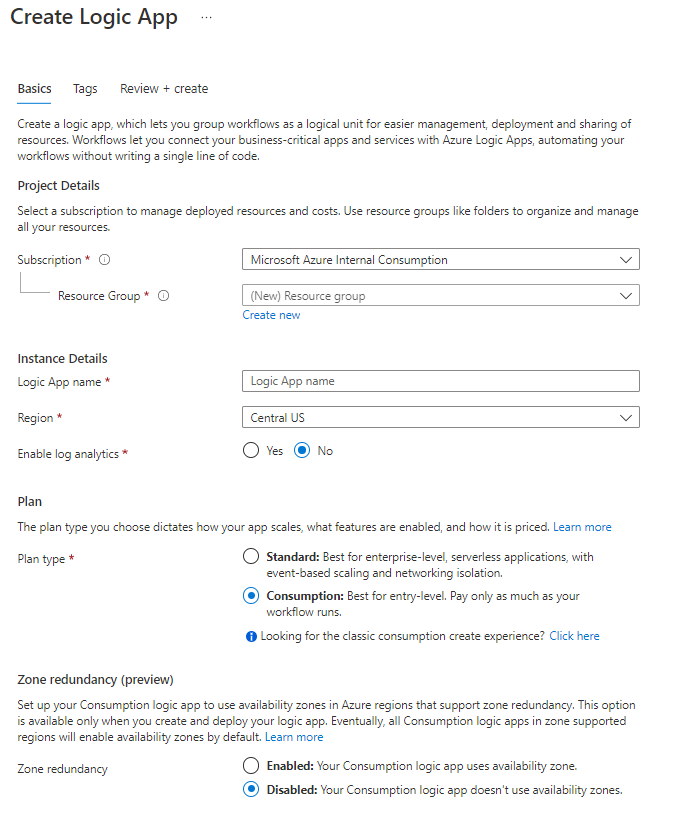 Create Logic App ...
Basics Tags Review + create
Create a logic app, which lets you group workflows as a logical unit for easier management, deployment and sharing of
resources. Workflows let you connect your business-critical apps and services with Azure Logic Apps, automating your
workflows without writing a single line of code.
Project Details
Select a subscription to manage deployed resources and costs. Use resource groups like folders to organize and manage
all your resources.
Subscription * Microsoft Azure Internal Consumption
Resource Group * (New) Resource group
Create new
Instance Details
Logic App name * Logic App name
Region * Central US
Enable log analytics * Yes No
Plan
The plan type you choose dictates how your app scales, what features are enabled, and how it is priced. Learn more
Plan type * Standard: Best for enterprise-level, serverless applications, with
event-based scaling and networking isolation.
Consumption: Best for entry-level. Pay only as much as your
workflow runs.
Looking for the classic consumption create experience? Click here
Zone redundancy (preview)
Set up your Consumption logic app to use availability zones in Azure regions that support zone redundancy. This option
is available only when you create and deploy your logic app. Eventually, all Consumption logic apps in zone supported
regions will enable availability zones by default. Learn more
Zone redundancy Enabled: Your Consumption logic app uses availability zone.
Disabled: Your Consumption logic app doesn't use availability zones.